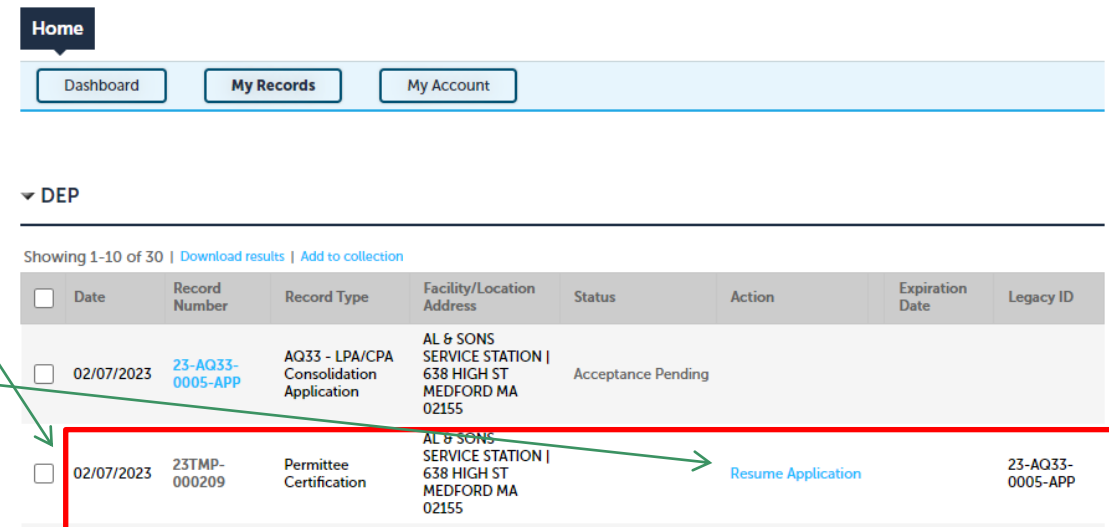 Home
Dashboard My Records My Account
DEP
Showing 1-10 of 30 | Download results | Add to collection
Date Record Number Record Type Facility/Location Address Status Action Expiration Date Legacy ID
02/07/2023
23-AQ33-
0005-APP
AQ33 - LPA/CPA
Consolidation
Application
AL & SONS
SERVICE STATION |
638 HIGH ST
MEDFORD MA
02155
Acceptance Pending
02/07/2023
23TMP-
000209
Permittee
Certification
AL & SONS
SERVICE STATION |
638 HIGH ST
MEDFORD MA
02155
Resume Application
23-AQ33-
0005-APP